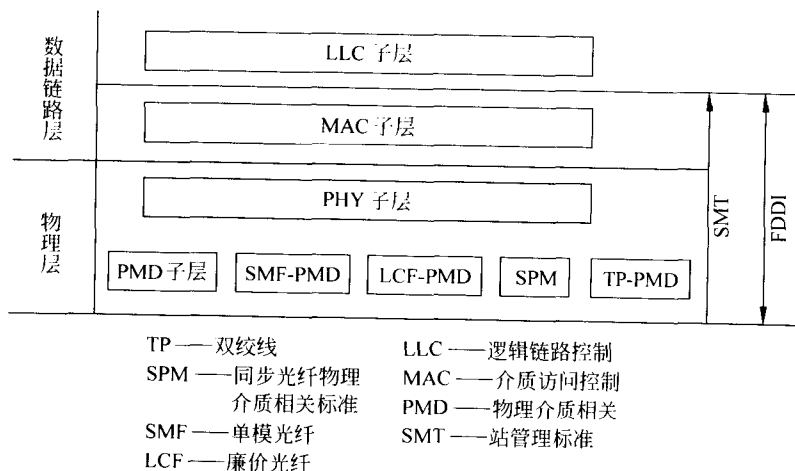 数据链路层
LLC 子层
MAC 子层
物理层
PHY 子层
PMD 子层
SMF-PMD
LCF-PMD
SPM
TP-PMD
SMT
FDDI
TP——双绞线
SPM——同步光纤物理
介质相关标准
SMF——单模光纤
LCF——廉价光纤
LLC——逻辑链路控制
MAC——介质访问控制
PMD——物理介质相关
SMT——站管理标准